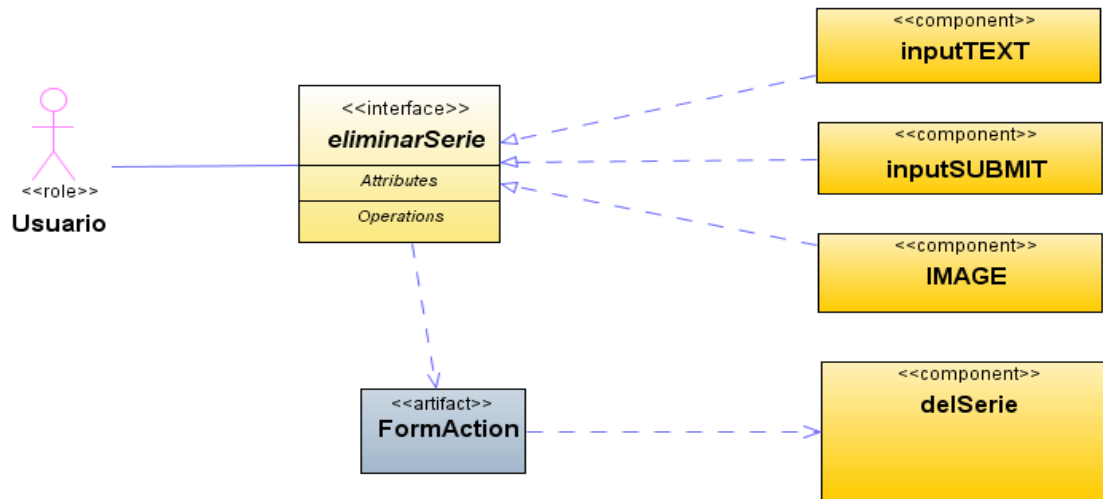 <<role>>
Usuario
<<interface>>
eliminarSerie
Attributes
Operations
<<component>>
inputTEXT
<<component>>
inputSUBMIT
<<component>>
IMAGE
<<artifact>>
FormAction
<<component>>
delSerie